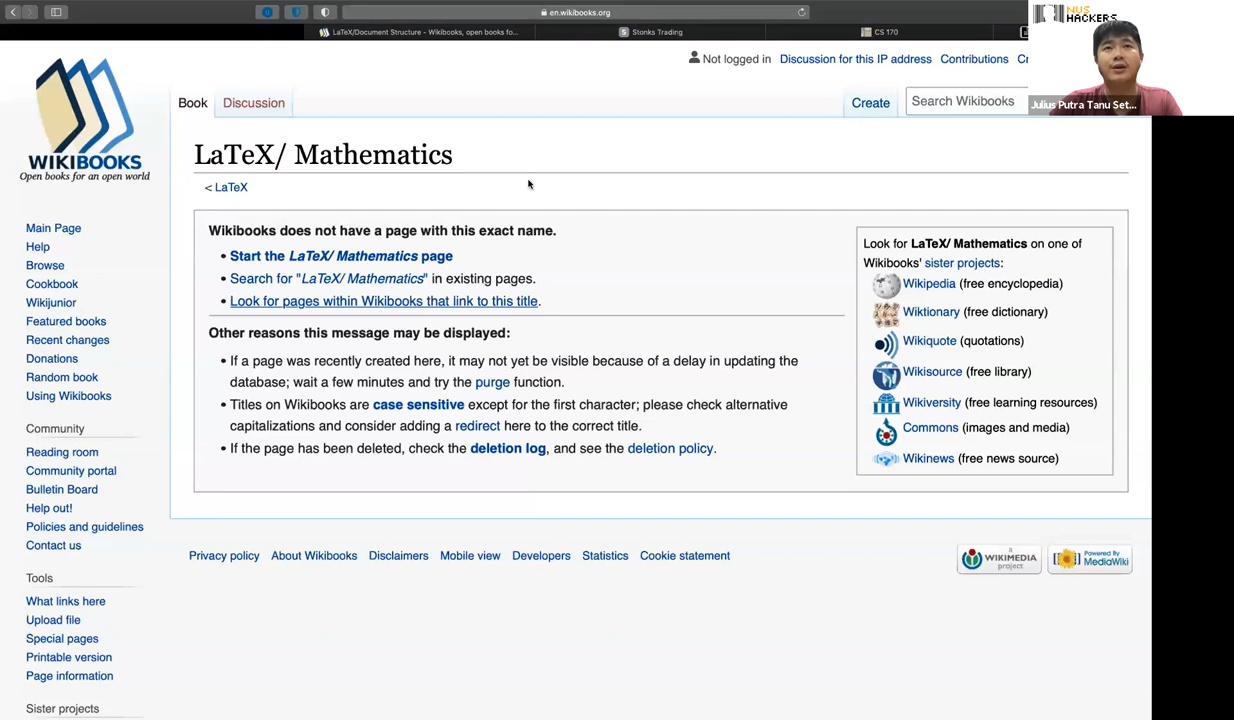 en.wikibooks.org
LaTeX/Document Structure - Wikibooks, open books fo...
Stonks Trading
CS 170
NUS
HACKERS
Julius Putra Tanu Set...
Not logged in Discussion for this IP address Contributions Cr
Book Discussion
Create
Search Wikibooks
WIKIBOOKS
Open books for an open world
LaTeX/ Mathematics
< LaTeX
Wikibooks does not have a page with this exact name.
• Start the LaTeX/ Mathematics page
• Search for "LaTeX/ Mathematics" in existing pages.
• Look for pages within Wikibooks that link to this title.
Other reasons this message may be displayed:
• If a page was recently created here, it may not yet be visible because of a delay in updating the
database; wait a few minutes and try the purge function.
• Titles on Wikibooks are case sensitive except for the first character; please check alternative
capitalizations and consider adding a redirect here to the correct title.
• If the page has been deleted, check the deletion log, and see the deletion policy.
Look for LaTeX/ Mathematics on one of
Wikibooks' sister projects:
Wikipedia (free encyclopedia)
Wiktionary (free dictionary)
Wikiquote (quotations)
Wikisource (free library)
Wikiversity (free learning resources)
Commons (images and media)
Wikinews (free news source)
Main Page
Help
Browse
Cookbook
Wikijunior
Featured books
Recent changes
Donations
Random book
Using Wikibooks
Community
Reading room
Community portal
Bulletin Board
Help out!
Policies and guidelines
Contact us
Tools
What links here
Upload file
Special pages
Printable version
Page information
Sister projects
Privacy policy About Wikibooks Disclaimers Mobile view Developers Statistics Cookie statement
a
WIKIMEDIA
project
Powered By
MediaWiki